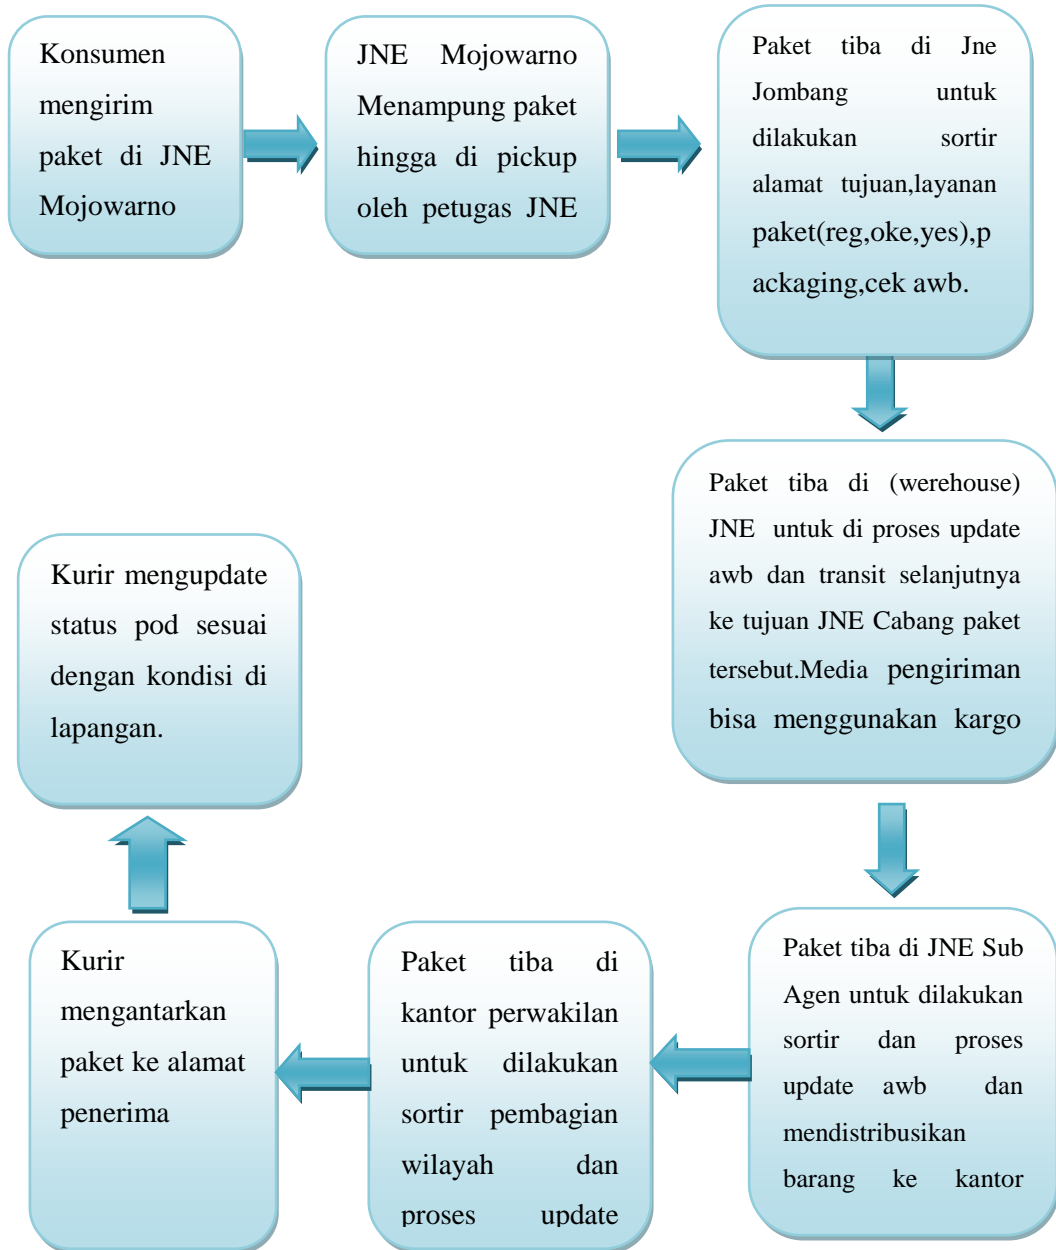 Konsumen
mengirim
paket di JNE
Mojowarno
JNE Mojowarno
Menampung paket
hingga di pickup
oleh petugas JNE
Paket tiba di Jne
Jombang untuk
dilakukan sortir
alamat tujuan,layanan
paket(reg,oke,yes),p
ackaging,cek awb.
Paket tiba di (werehouse)
JNE untuk di proses update
awb dan transit selanjutnya
ke tujuan JNE Cabang paket
tersebut.Media pengiriman
bisa menggunakan kargo
Paket tiba di JNE Sub
Agen untuk dilakukan
sortir dan proses
update awb dan
mendistribusikan
barang ke kantor
Paket tiba di
kantor perwakilan
untuk dilakukan
sortir pembagian
wilayah dan
proses update
Kurir
mengantarkan
paket ke alamat
penerima
Kurir mengupdate
status pod sesuai
dengan kondisi di
lapangan.